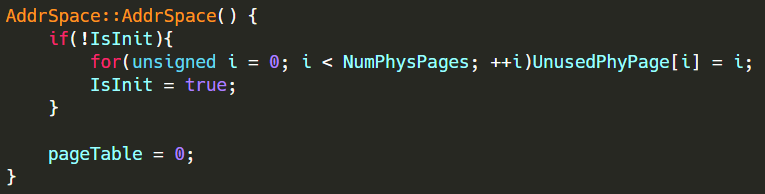 AddrSpace::AddrSpace() {
    if(!IsInit){
        for(unsigned i = 0; i < NumPhysPages; ++i)UnusedPhyPage[i] = i;
        IsInit = true;
    }

    pageTable = 0;
}